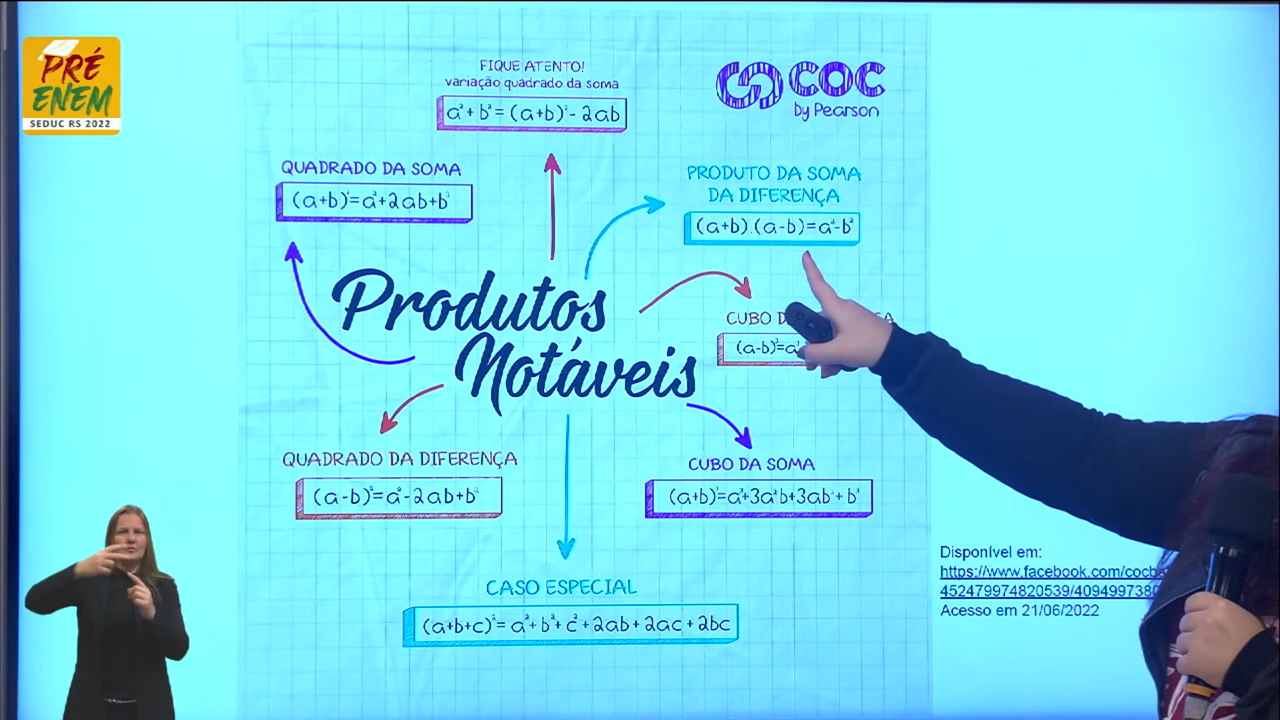 PRÉ
ENEM
SEDUC RS 2022
FIQUE ATENTO!
variação quadrado da soma
a²+b²=(a+b)²-2ab
COC
by Pearson
QUADRADO DA SOMA
(a+b)²=a²+2ab+b²
PRODUTO DA SOMA
DA DIFERENÇA
(a+b).(a-b)=a²-b²
Produtos
Notáveis
CUBO
QUADRADO DA DIFERENÇA
(a-b)²=a²-2ab+b²
CUBO DA SOMA
(a+b)³=a³+3a²b+3ab²+b³
CASO ESPECIAL
(a+b+c)²=a²+b²+c²+2ab+2ac+2bc
Disponível em:
https://www.facebook.com/cocb
452479974820539/409499738
Acesso em 21/06/2022